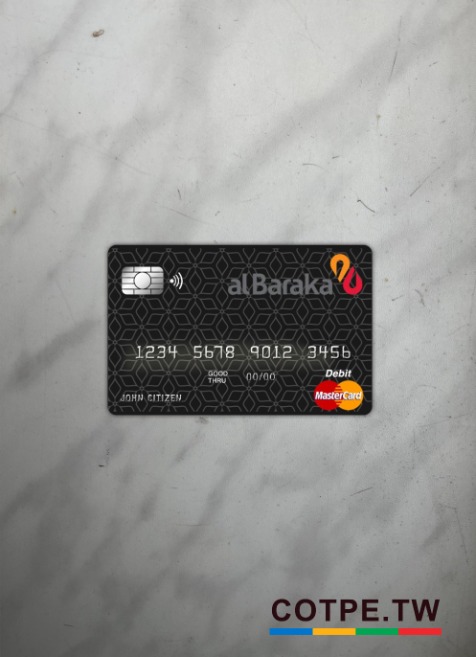 alBaraka
1234 5678 9012 3456
GOOD
THRU
00/00
Debit
JOHN CITIZEN
MasterCard
COTPE.TW